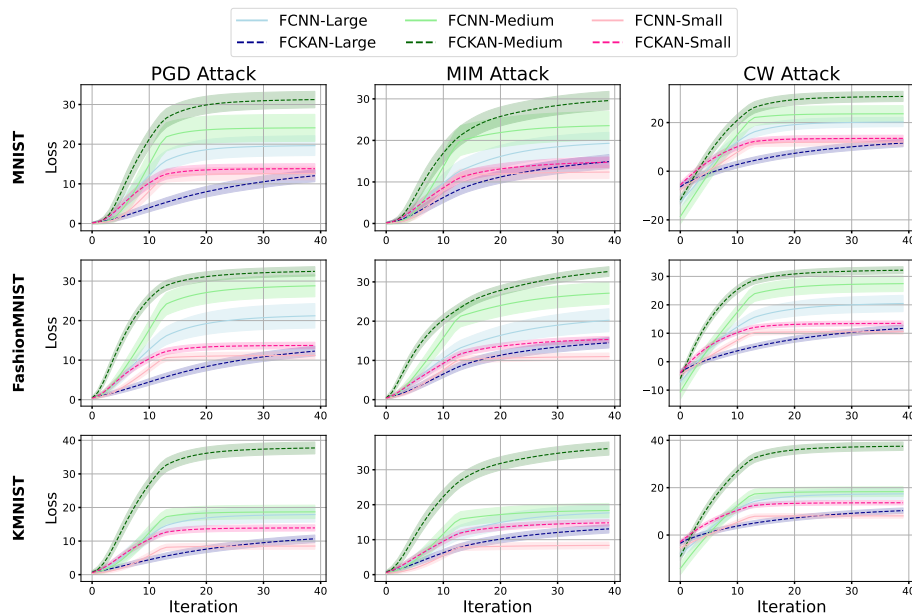 FCNN-Large FCNN-Medium FCNN-Small
FCKAN-Large FCKAN-Medium FCKAN-Small
PGD Attack MIM Attack CW Attack
MNIST
Loss
30
20
10
0
0 10 20 30 40
30
20
10
0
0 10 20 30 40
20
0
−20
0 10 20 30 40
FashionMNIST
Loss
30
20
10
0
0 10 20 30 40
30
20
10
0
0 10 20 30 40
30
20
10
0
−10
0 10 20 30 40
KMNIST
Loss
40
30
20
10
0
0 10 20 30 40
30
20
10
0
0 10 20 30 40
40
20
0
0 10 20 30 40
Iteration Iteration Iteration